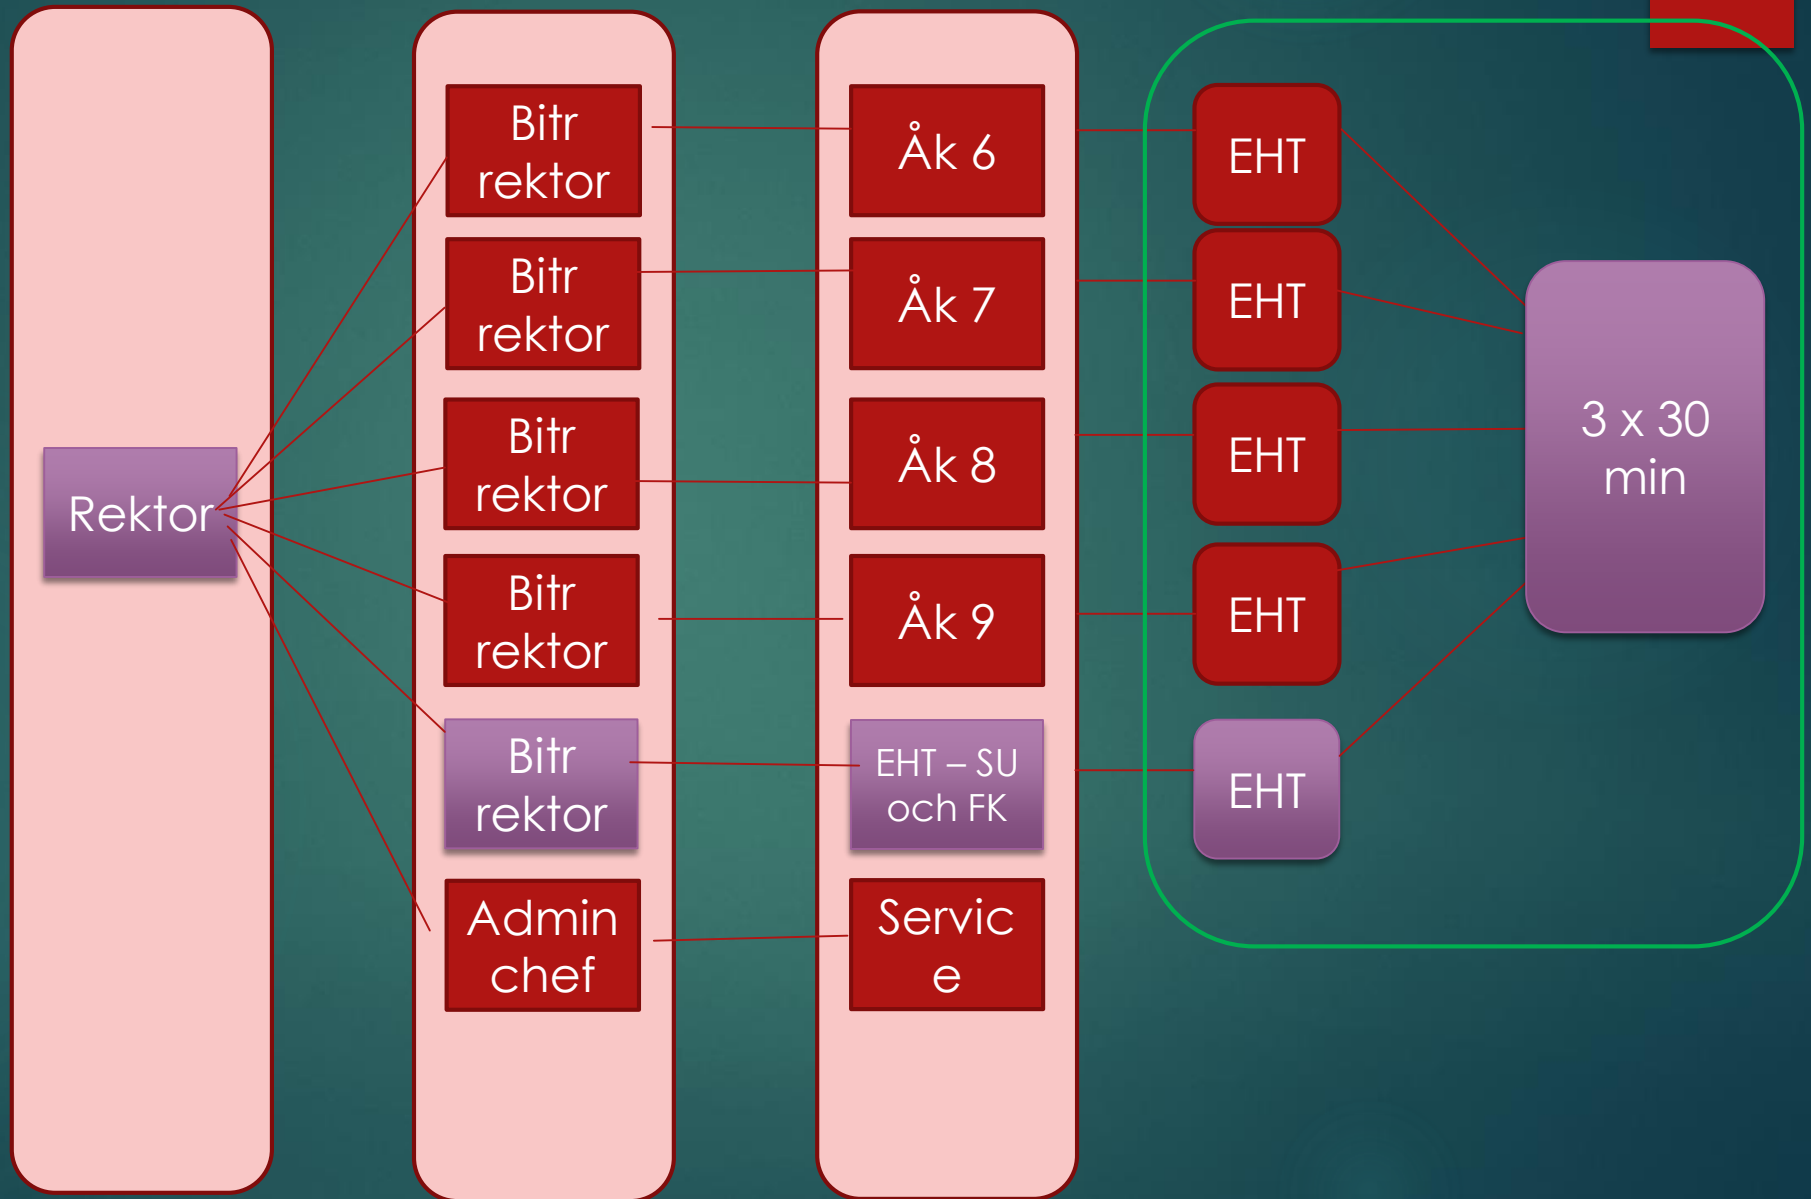 Rektor
Bitr
rektor
Bitr
rektor
Bitr
rektor
Bitr
rektor
Bitr
rektor
Admin
chef
Åk 6
Åk 7
Åk 8
Åk 9
EHT – SU
och FK
Servic
e
EHT
EHT
EHT
EHT
EHT
3 x 30
min